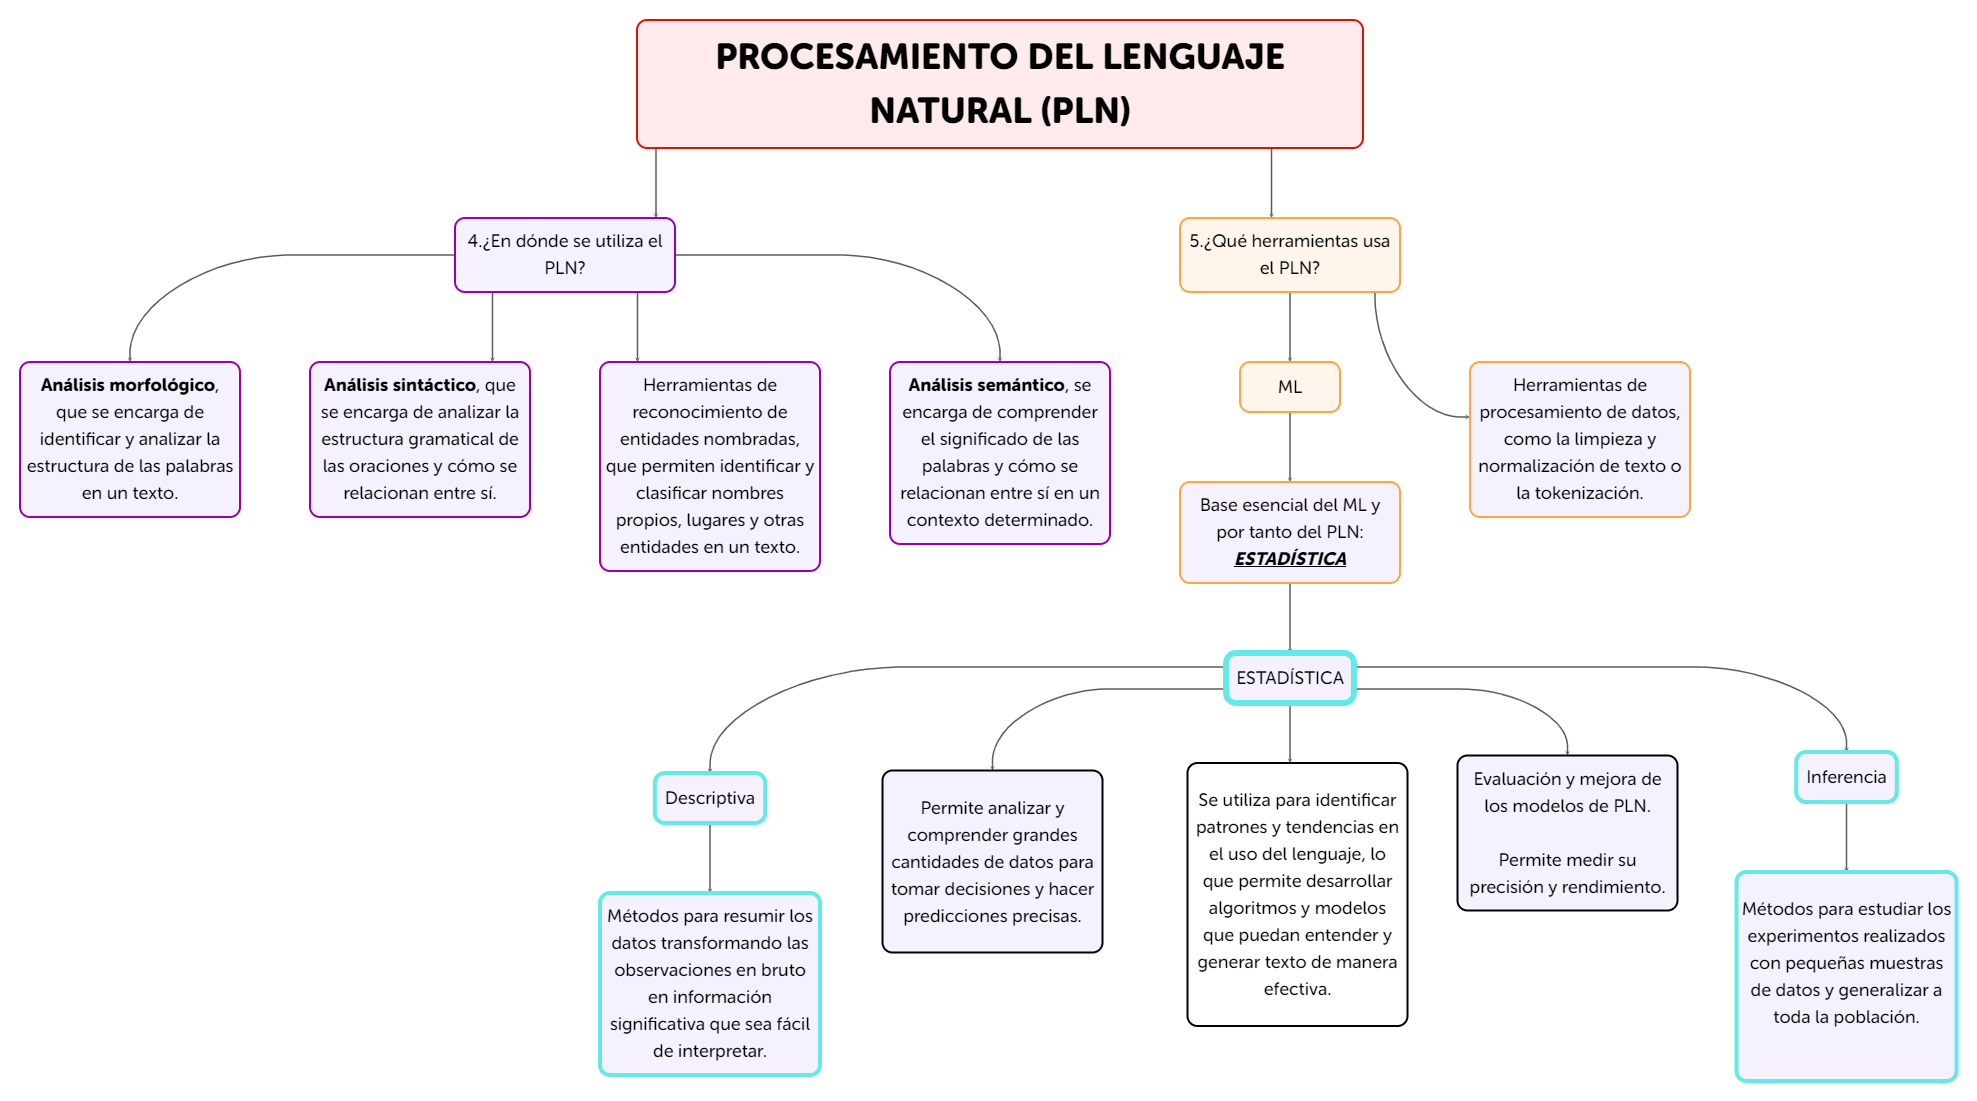 PROCESAMIENTO DEL LENGUAJE
NATURAL (PLN)
4.¿En dónde se utiliza el
PLN?
5.¿Qué herramientas usa
el PLN?
Análisis morfológico,
que se encarga de
identificar y analizar la
estructura de las palabras
en un texto.
Análisis sintáctico, que
se encarga de analizar la
estructura gramatical de
las oraciones y cómo se
relacionan entre sí.
Herramientas de
reconocimiento de
entidades nombradas,
que permiten identificar y
clasificar nombres
propios, lugares y otras
entidades en un texto.
Análisis semántico, se
encarga de comprender
el significado de las
palabras y cómo se
relacionan entre sí en un
contexto determinado.
ML
Herramientas de
procesamiento de datos,
como la limpieza y
normalización de texto o
la tokenización.
Base esencial del ML y
por tanto del PLN:
ESTADÍSTICA
ESTADÍSTICA
Descriptiva
Métodos para resumir los
datos transformando las
observaciones en bruto
en información
significativa que sea fácil
de interpretar.
Permite analizar y
comprender grandes
cantidades de datos para
tomar decisiones y hacer
predicciones precisas.
Se utiliza para identificar
patrones y tendencias en
el uso del lenguaje, lo
que permite desarrollar
algoritmos y modelos
que puedan entender y
generar texto de manera
efectiva.
Evaluación y mejora de
los modelos de PLN.
Permite medir su
precisión y rendimiento.
Inferencia
Métodos para estudiar los
experimentos realizados
con pequeñas muestras
de datos y generalizar a
toda la población.